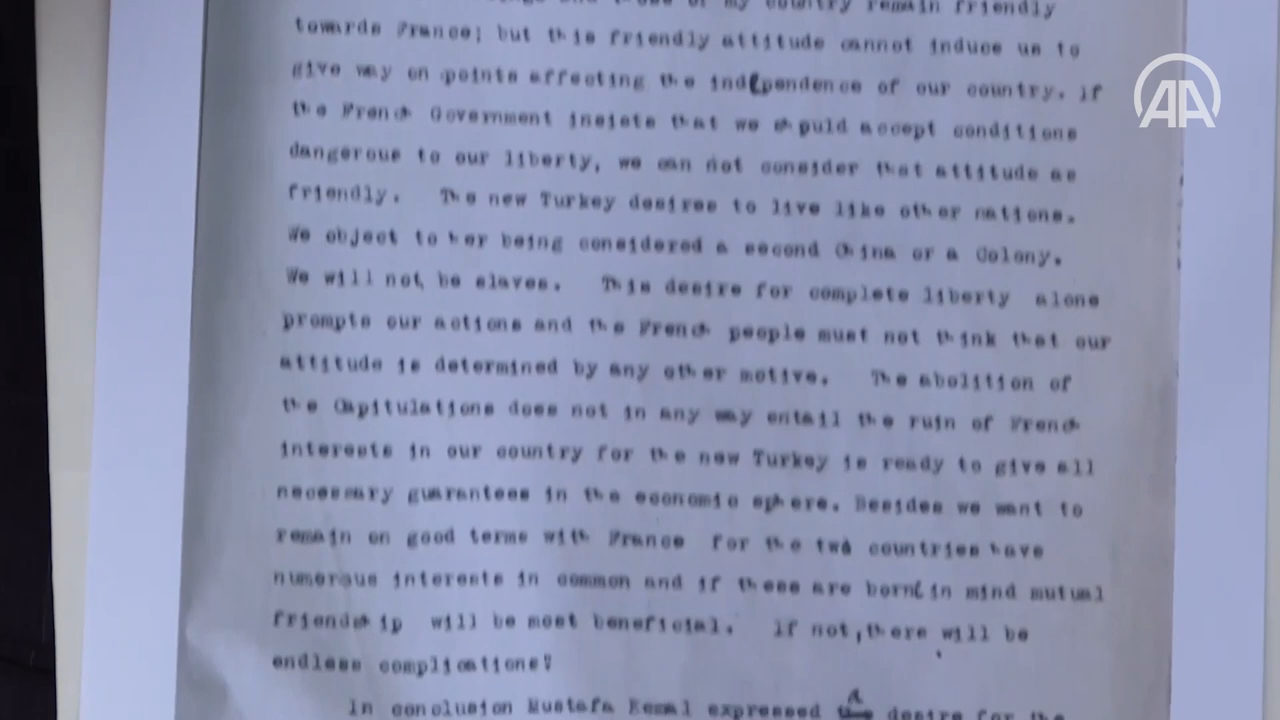 my country remain friendly
towards France; but this friendly attitude cannot induce us to
give way on points affecting the independence of our country. If
the French Government insists that we should accept conditions
dangerous to our liberty, we can not consider that attitude as
friendly. The new Turkey desires to live like other nations.
We object to her being considered a second China or a Colony.
We will not be slaves. This desire for complete liberty alone
prompts our actions and the French people must not think that our
attitude is determined by any other motive. The abolition of
the Capitulations does not in any way entail the ruin of French
interests in our country for the new Turkey is ready to give all
necessary guarantees in the economic sphere. Besides we want to
remain on good terms with France for the two countries have
numerous interests in common and if these are born in mind mutual
friendship will be most beneficial. If not, there will be
endless complications"
In conclusion Mustafa Kemal expressed a desire for the
AA